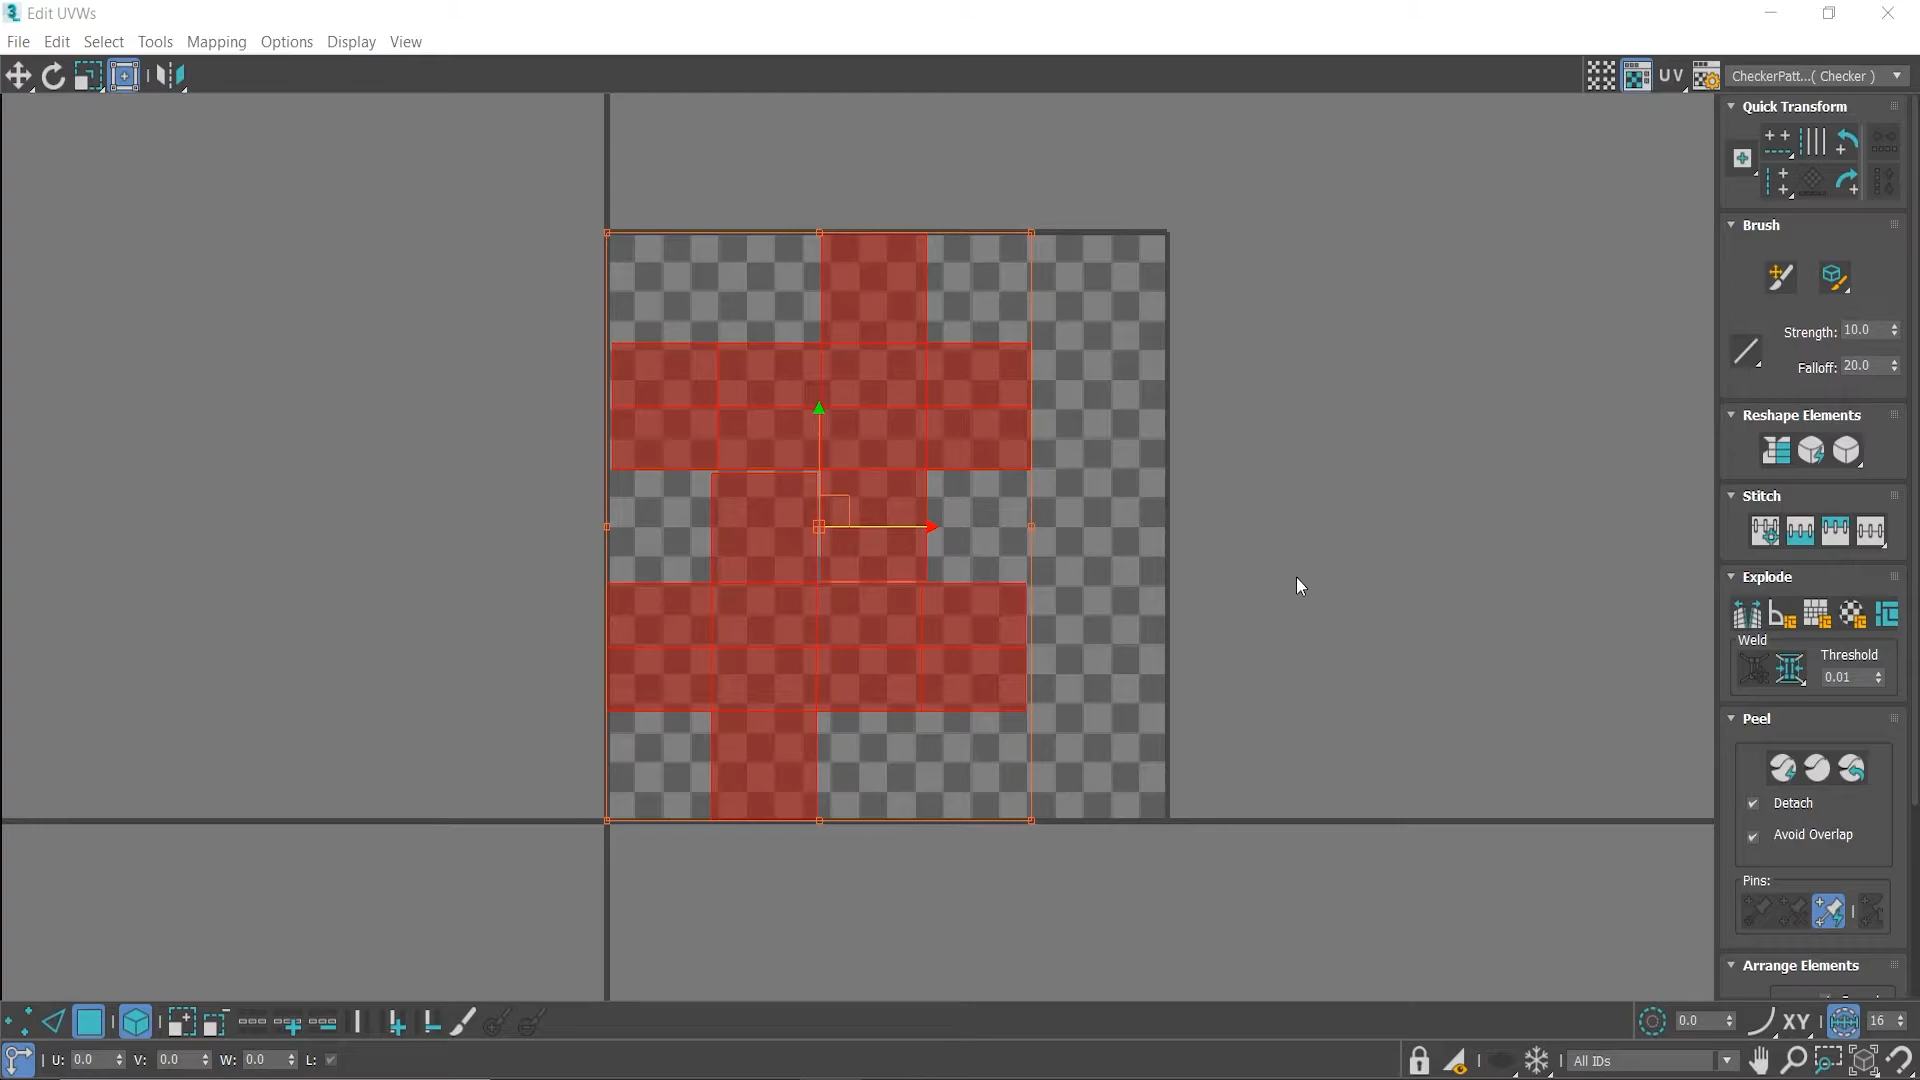 Edit UVWs
File Edit Select Tools Mapping Options Display View
UV CheckerPatt...( Checker )
Quick Transform
Brush
Strength: 10.0
Falloff: 20.0
Reshape Elements
Stitch
Explode
Weld
Threshold
0.01
Peel
Detach
Avoid Overlap
Pins:
Arrange Elements
0.0 XY 16
U: 0.0 V: 0.0 W: 0.0 L: All IDs